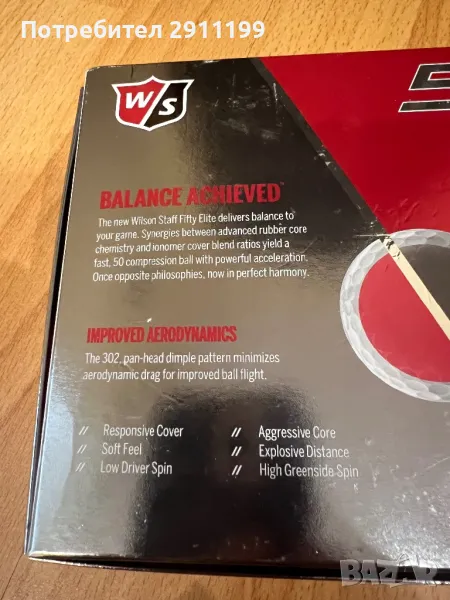 Потребител 2911199
W/S
BALANCE ACHIEVED
The new Wilson Staff Fifty Elite delivers balance to
your game. Synergies between advanced rubber core
chemistry and ionomer cover blend ratios yield a
fast, 50 compression ball with powerful acceleration.
Once opposite philosophies, now in perfect harmony.
IMPROVED AERODYNAMICS
The 302, pan-head dimple pattern minimizes
aerodynamic drag for improved ball flight.
// Responsive Cover
// Soft Feel
// Low Driver Spin
// Aggressive Core
// Explosive Distance
// High Greenside Spin